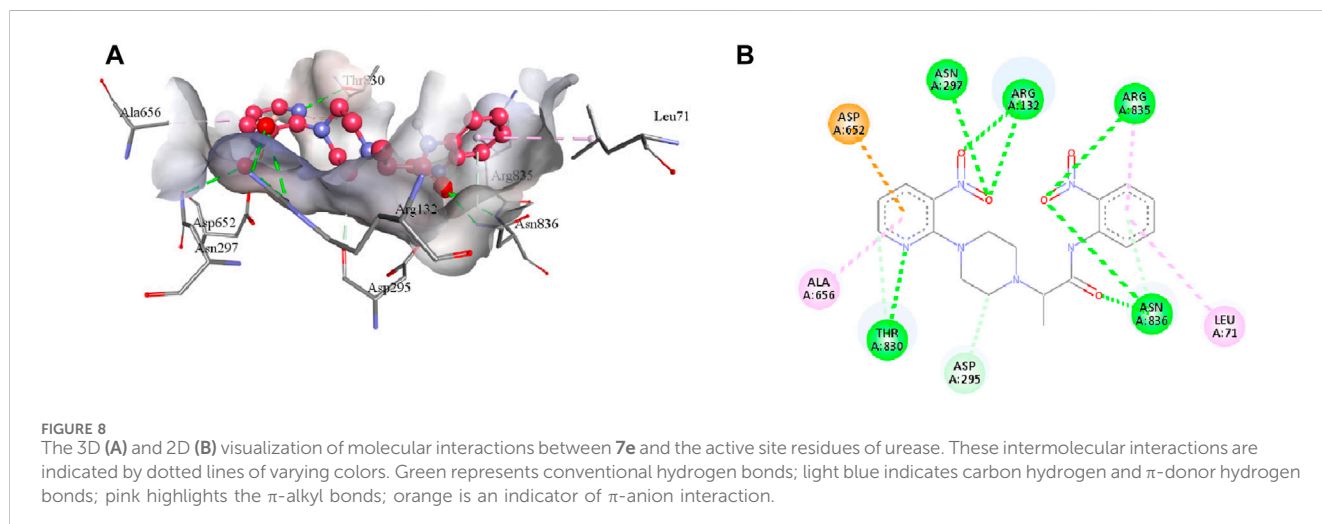 A
Thr830
Ala656
Leu71
Arg835
Arg132
Asp652
Asn297
Asn836
Asp295
B
ASN
A:297
ARG
A:132
ARG
A:835
ASP
A:652
O
O
O
N
N
O
N
N
N
N
O
ALA
A:656
THR
A:830
ASP
A:295
ASN
A:836
LEU
A:71
FIGURE 8
The 3D (A) and 2D (B) visualization of molecular interactions between 7e and the active site residues of urease. These intermolecular interactions are
indicated by dotted lines of varying colors. Green represents conventional hydrogen bonds; light blue indicates carbon hydrogen and π-donor hydrogen
bonds; pink highlights the π-alkyl bonds; orange is an indicator of π-anion interaction.